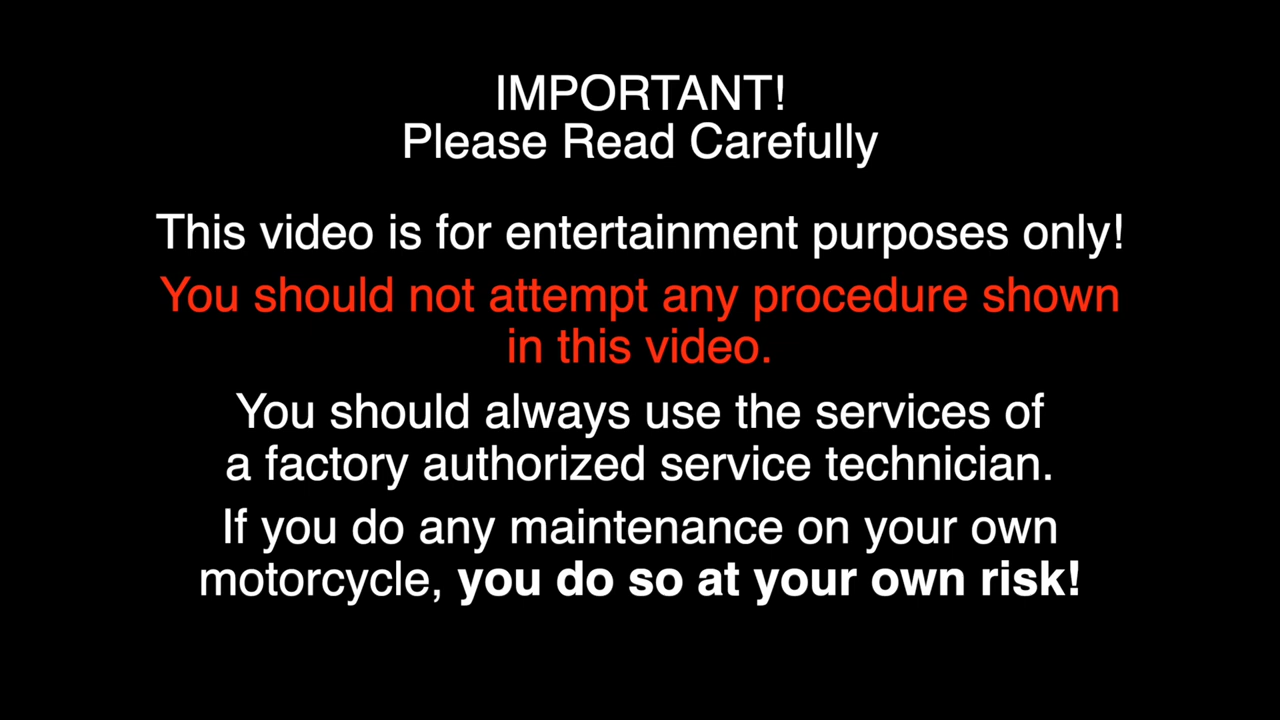 IMPORTANT!
Please Read Carefully
This video is for entertainment purposes only!
You should not attempt any procedure shown
in this video.
You should always use the services of
a factory authorized service technician.
If you do any maintenance on your own
motorcycle, you do so at your own risk!